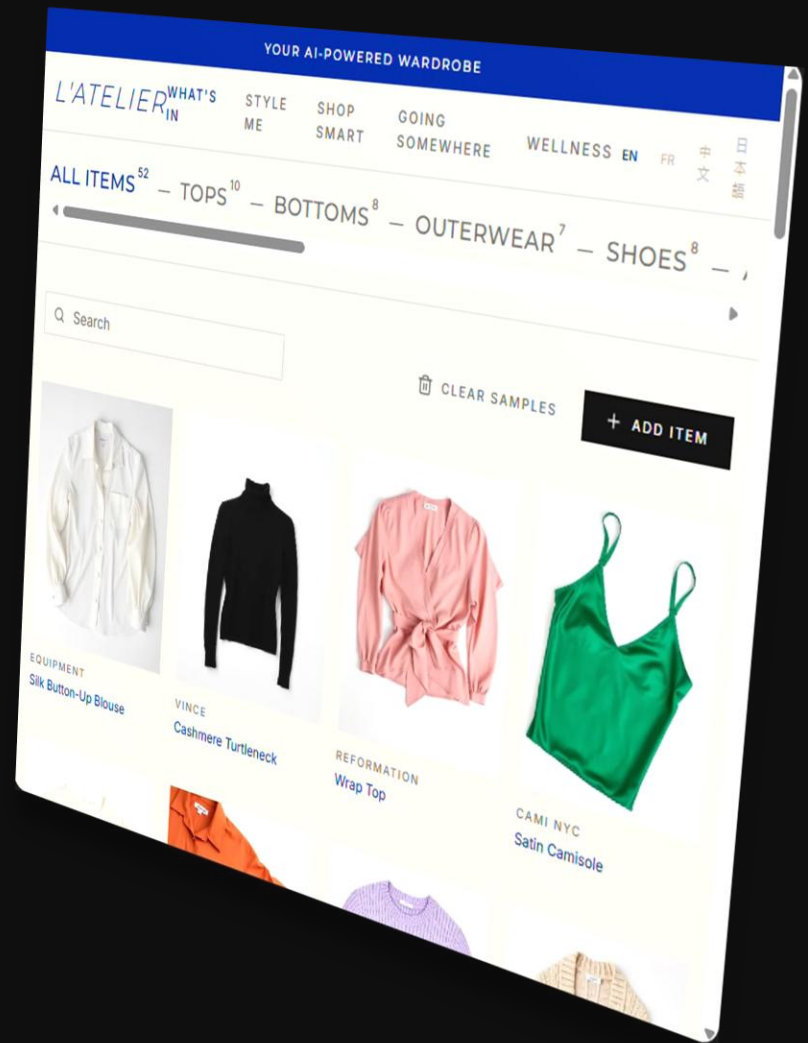 YOUR AI-POWERED WARDROBE
L'ATELIER
WHAT'S IN
STYLE ME
SHOP SMART
GOING SOMEWHERE
WELLNESS
EN
FR
中文
日本語
ALL ITEMS 52 — TOPS 10 — BOTTOMS 8 — OUTERWEAR 7 — SHOES 8 —
Search
CLEAR SAMPLES
+ ADD ITEM
EQUIPMENT
Silk Button-Up Blouse
VINCE
Cashmere Turtleneck
REFORMATION
Wrap Top
CAMI NYC
Satin Camisole